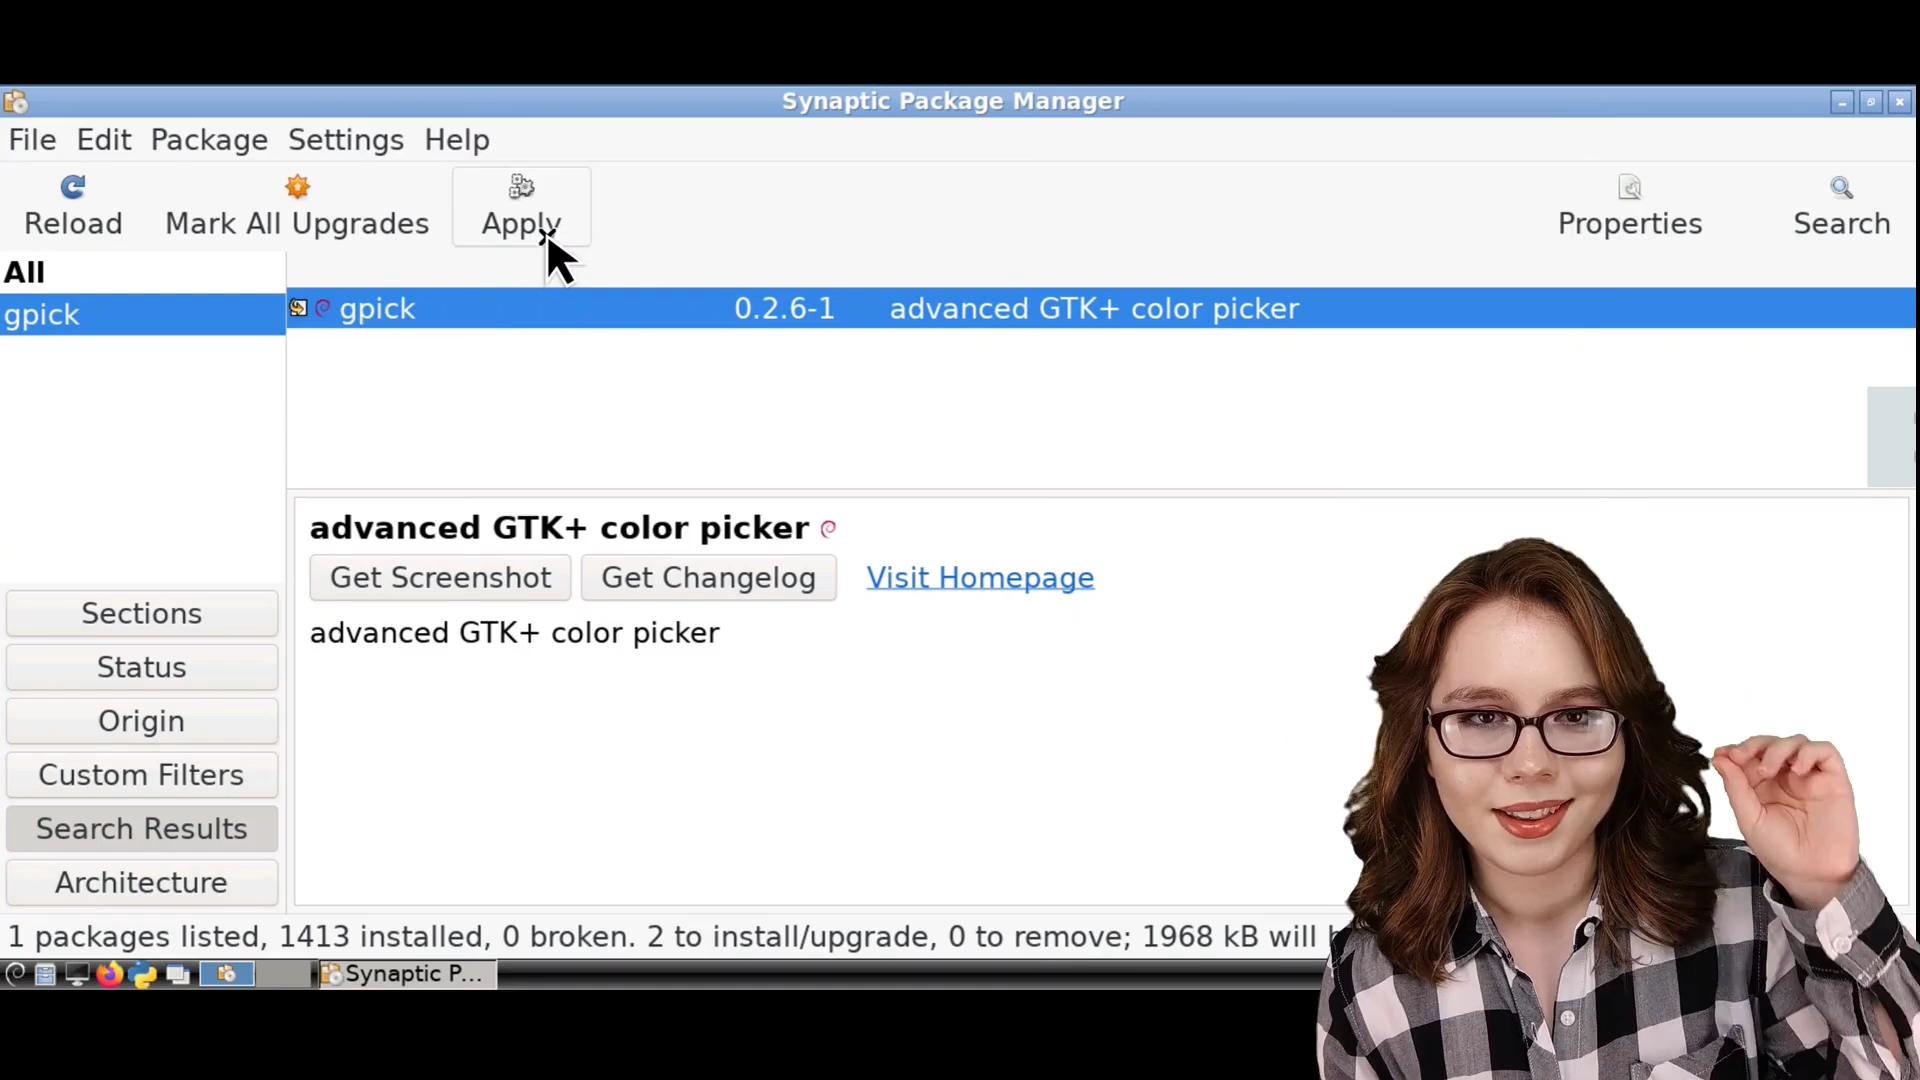 Synaptic Package Manager
File Edit Package Settings Help
Reload Mark All Upgrades Apply Properties Search
All
gpick
gpick 0.2.6-1 advanced GTK+ color picker
advanced GTK+ color picker
Get Screenshot Get Changelog Visit Homepage
advanced GTK+ color picker
Sections
Status
Origin
Custom Filters
Search Results
Architecture
1 packages listed, 1413 installed, 0 broken. 2 to install/upgrade, 0 to remove; 1968 kB will
Synaptic P...